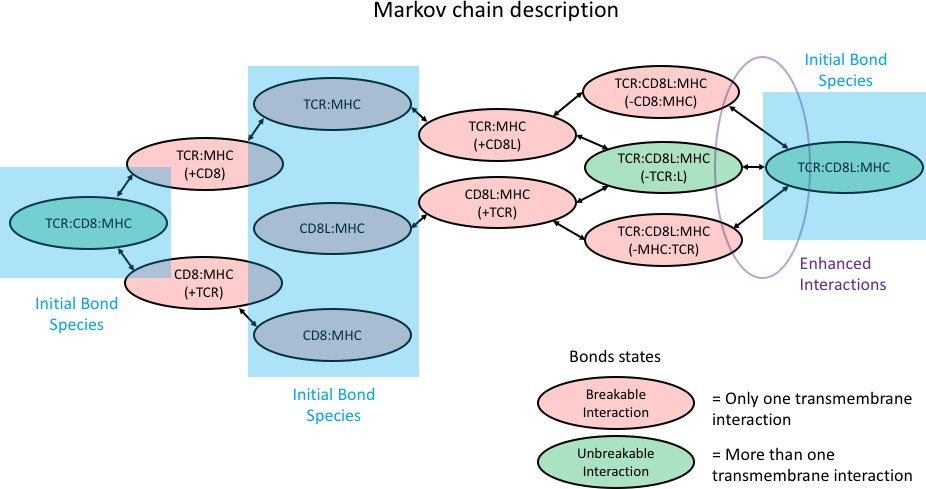 Markov chain description
Initial Bond
Species
TCR:CD8L:MHC
(-CD8:MHC)
TCR:MHC
TCR:MHC
(+CD8L)
TCR:MHC
(+CD8)
TCR:CD8L:MHC
(-TCR:L)
TCR:CD8L:MHC
CD8L:MHC
(+TCR)
TCR:CD8:MHC
CD8L:MHC
TCR:CD8L:MHC
(-MHC:TCR)
CD8:MHC
(+TCR)
Enhanced
Interactions
Initial Bond
Species
CD8:MHC
Initial Bond
Species
Bonds states
Breakable
Interaction
= Only one transmembrane
interaction
Unbreakable
Interaction
= More than one
transmembrane interaction